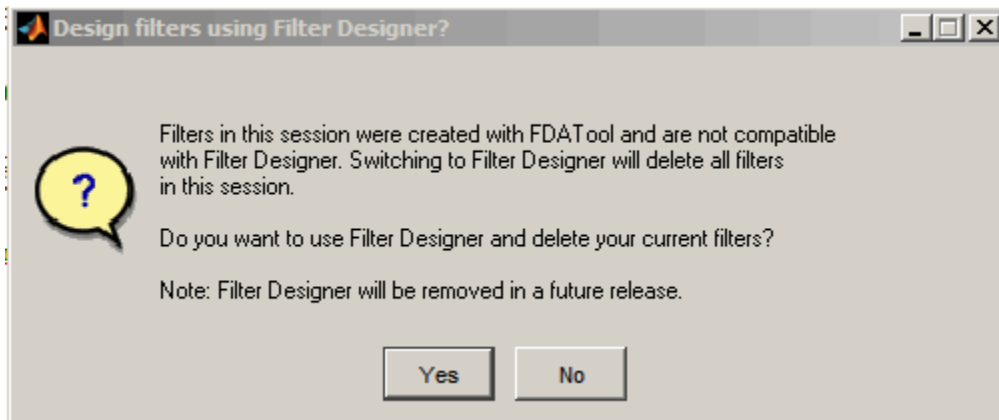 Design filters using Filter Designer?
Filters in this session were created with FDATool and are not compatible
with Filter Designer. Switching to Filter Designer will delete all filters
in this session.
?
Do you want to use Filter Designer and delete your current filters?
Note: Filter Designer will be removed in a future release.
Yes No